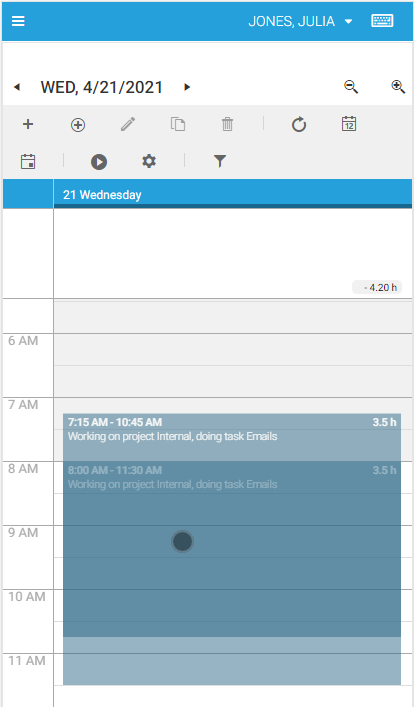 JONES, JULIA
WED, 4/21/2021
12
21 Wednesday
- 4.20 h
6 AM
7 AM
7:15 AM - 10:45 AM 3.5 h
Working on project Internal, doing task Emails
8 AM
8:00 AM - 11:30 AM 3.5 h
Working on project Internal, doing task Emails
9 AM
10 AM
11 AM